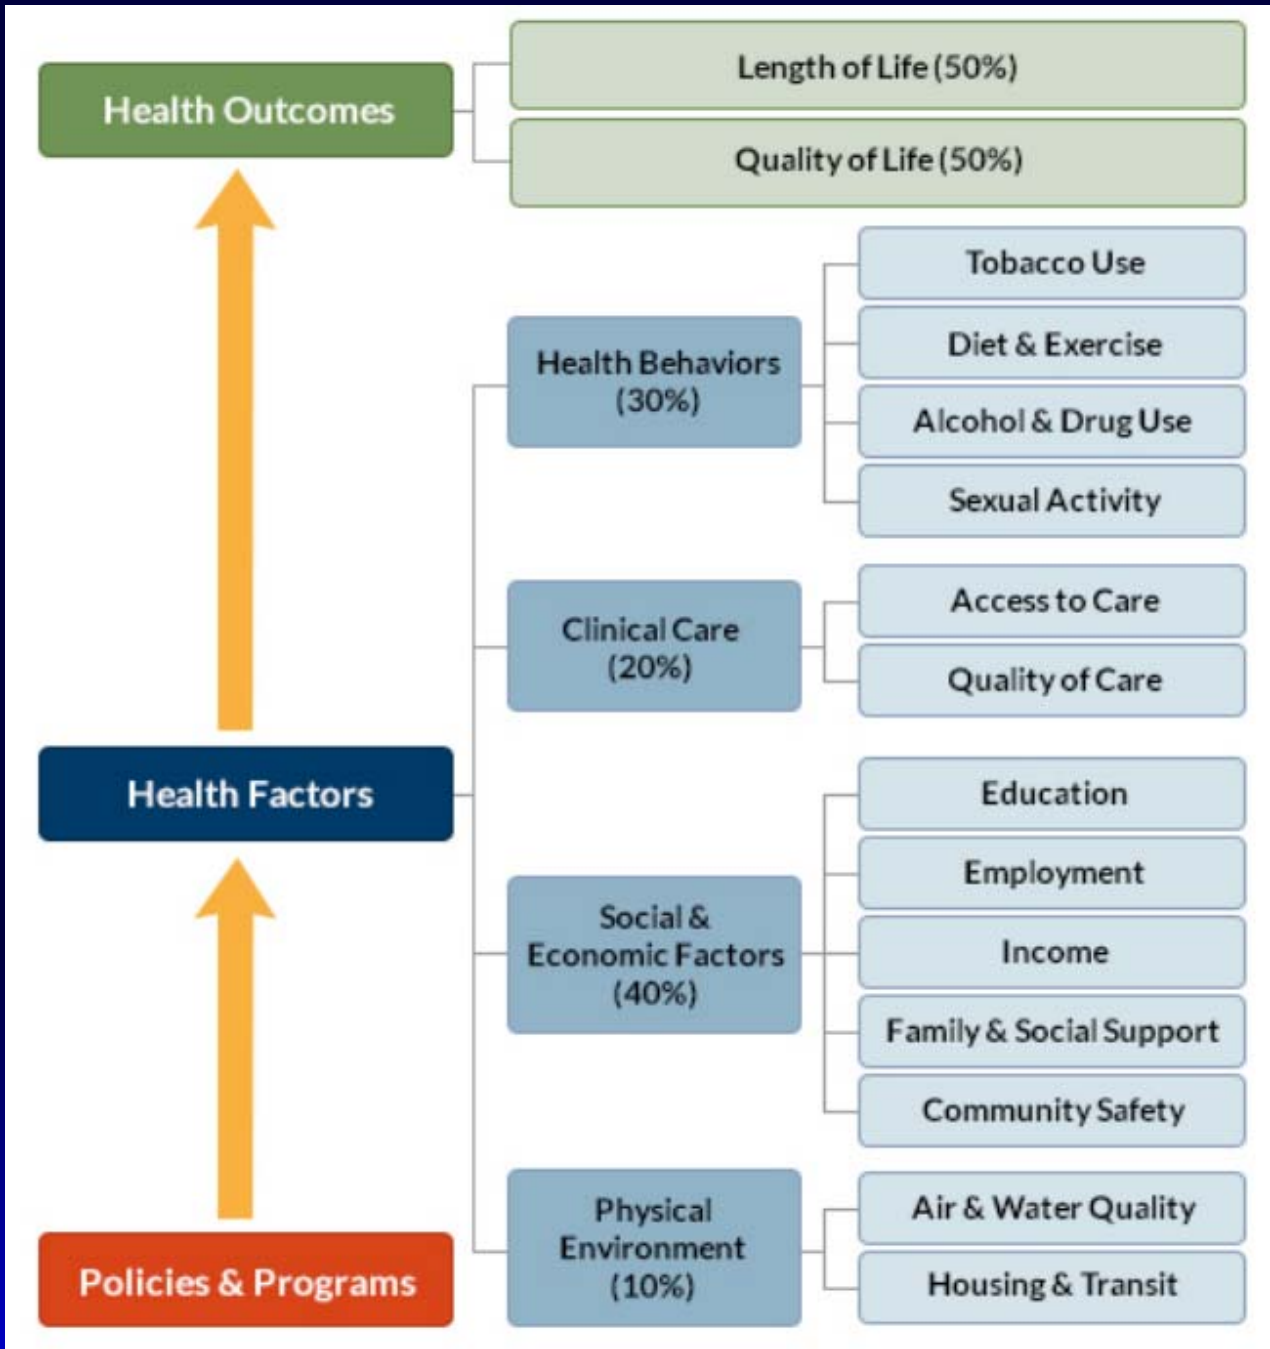 Health Outcomes
Length of Life (50%)
Quality of Life (50%)
Health Factors
Health Behaviors
(30%)
Tobacco Use
Diet & Exercise
Alcohol & Drug Use
Sexual Activity
Clinical Care
(20%)
Access to Care
Quality of Care
Social &
Economic Factors
(40%)
Education
Employment
Income
Family & Social Support
Community Safety
Physical
Environment
(10%)
Air & Water Quality
Housing & Transit
Policies & Programs